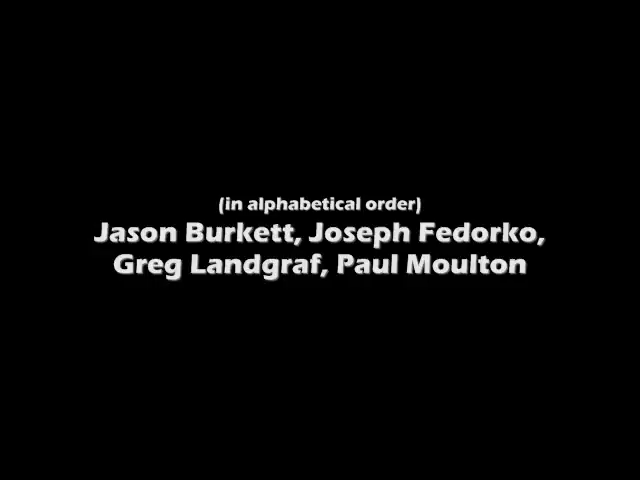 (in alphabetical order)
Jason Burkett, Joseph Fedorko,
Greg Landgraf, Paul Moulton